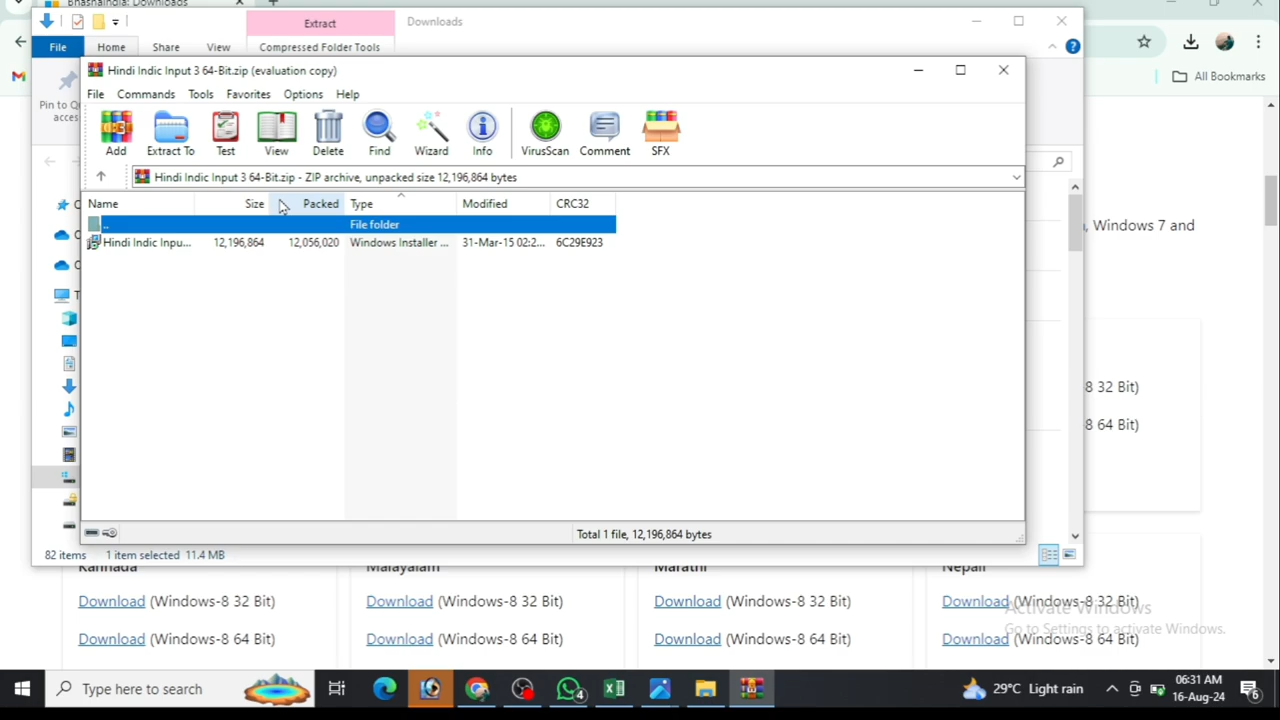 Bhashaindia: Downloads
Extract
Downloads
File
Home
Share
View
Compressed Folder Tools
All Bookmarks
Pin to Qu
acces
Hindi Indic Input 3 64-Bit.zip (evaluation copy)
File
Commands
Tools
Favorites
Options
Help
Add
Extract To
Test
View
Delete
Find
Wizard
Info
VirusScan
Comment
SFX
Hindi Indic Input 3 64-Bit.zip - ZIP archive, unpacked size 12,196,864 bytes
Name
Size
Packed
Type
Modified
CRC32
..
File folder
Hindi Indic Inpu...
12,196,864
12,056,020
Windows Installer ...
31-Mar-15 02:2...
6C29E923
, Windows 7 and
8 32 Bit)
8 64 Bit)
Total 1 file, 12,196,864 bytes
82 items
1 item selected 11.4 MB
Kannada
Malayalam
Marathi
Nepali
Download (Windows-8 32 Bit)
Download (Windows-8 32 Bit)
Download (Windows-8 32 Bit)
Download (Windows-8 32 Bit)
Download (Windows-8 64 Bit)
Download (Windows-8 64 Bit)
Download (Windows-8 64 Bit)
Download (Windows-8 64 Bit)
Activate Windows
Go to Settings to activate Windows.
Type here to search
4
29°C Light rain
06:31 AM
16-Aug-24
6